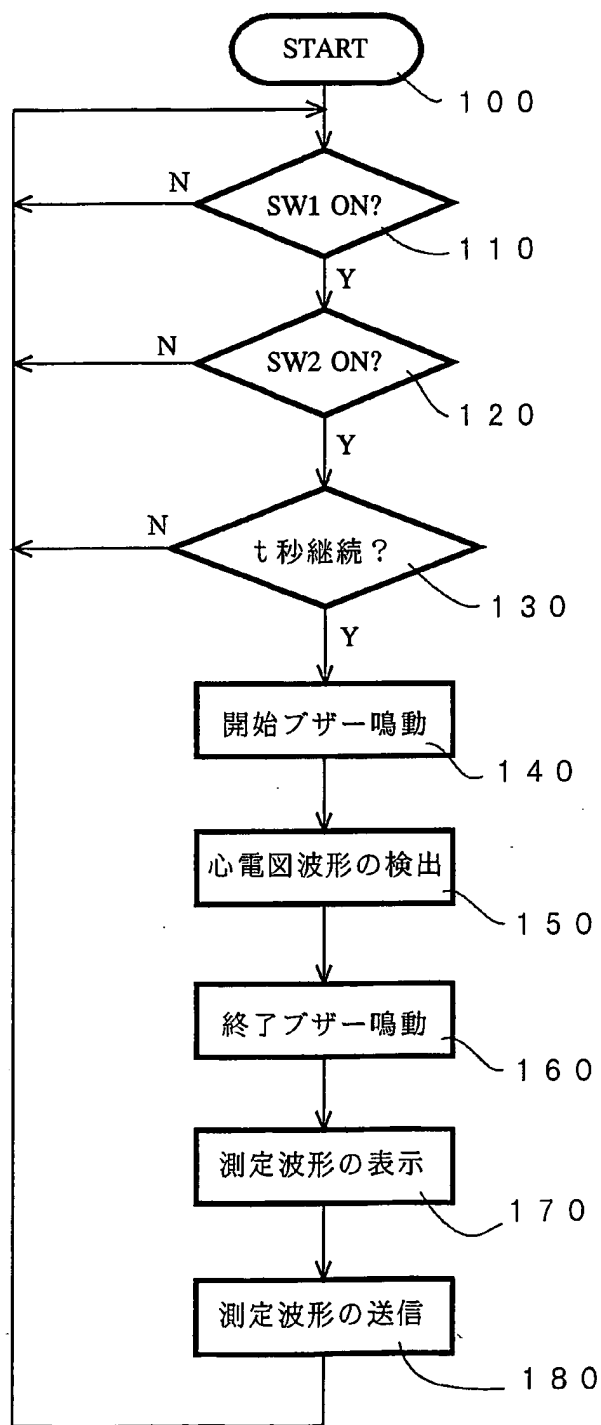 START
１００
N
SW1 ON?
１１０
Y
N
SW2 ON?
１２０
Y
N
ｔ秒継続？
１３０
Y
開始ブザー鳴動
１４０
心電図波形の検出
１５０
終了ブザー鳴動
１６０
測定波形の表示
１７０
測定波形の送信
１８０